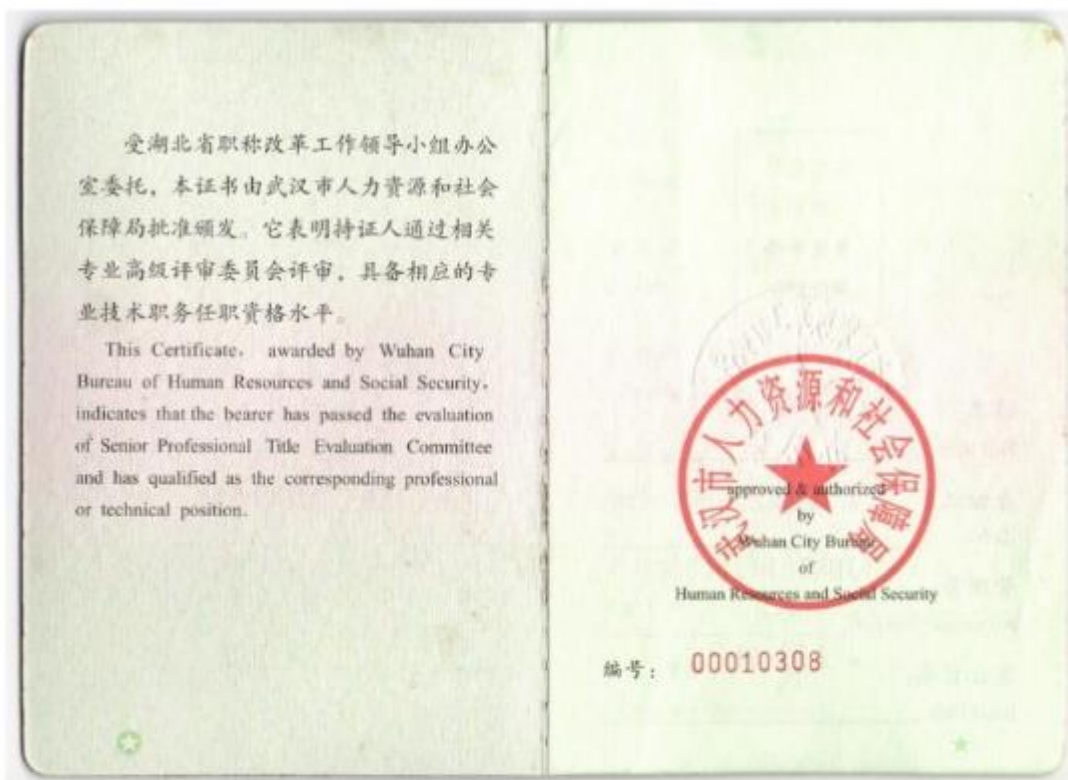 受湖北省职称改革工作领导小组办公
室委托，本证书由武汉市人力资源和社会
保障局批准颁发。它表明持证人通过相关
专业高级评审委员会评审，具备相应的专
业技术职务任职资格水平。
This Certificate, awarded by Wuhan City
Bureau of Human Resources and Social Security,
indicates that the bearer has passed the evaluation
of Senior Professional Title Evaluation Committee
and has qualified as the corresponding professional
or technical position.
武汉市人力资源和社会保障局
approved & authorized
by
Wuhan City Bureau
of
Human Resources and Social Security
编号： 00010308